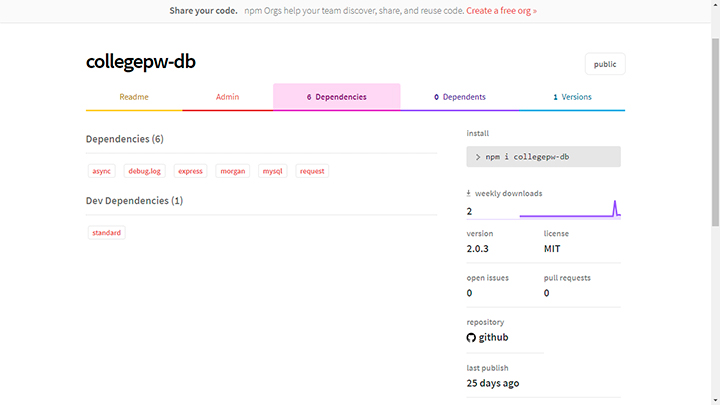 Share your code. npm Orgs help your team discover, share, and reuse code. Create a free org »
collegepw-db
public
Readme
Admin
6 Dependencies
0 Dependents
1 Versions
Dependencies (6)
async
debug.log
express
morgan
mysql
request
Dev Dependencies (1)
standard
install
> npm i collegepw-db
weekly downloads
2
version
license
2.0.3
MIT
open issues
pull requests
0
0
repository
github
last publish
25 days ago